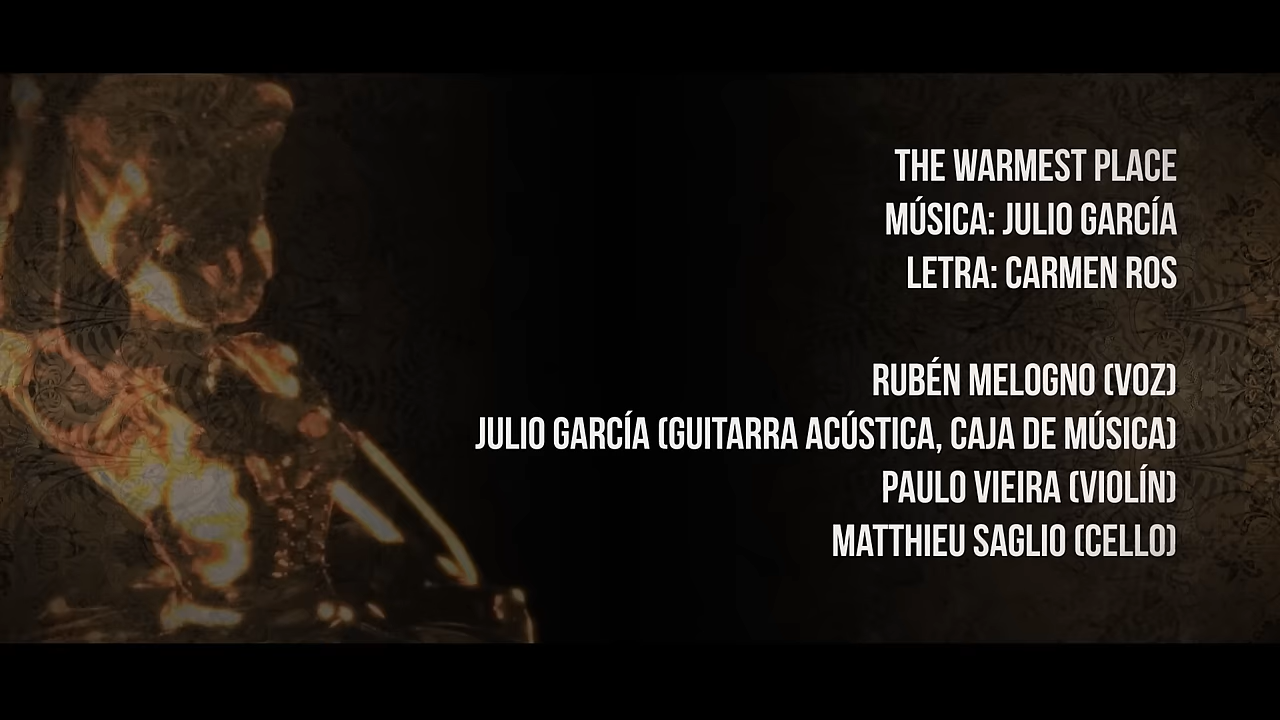 THE WARMEST PLACE
MÚSICA: JULIO GARCÍA
LETRA: CARMEN ROS
RUBÉN MELOGNO (VOZ)
JULIO GARCÍA (GUITARRA ACÚSTICA, CAJA DE MÚSICA)
PAULO VIEIRA (VIOLÍN)
MATTHIEU SAGLIO (CELLO)